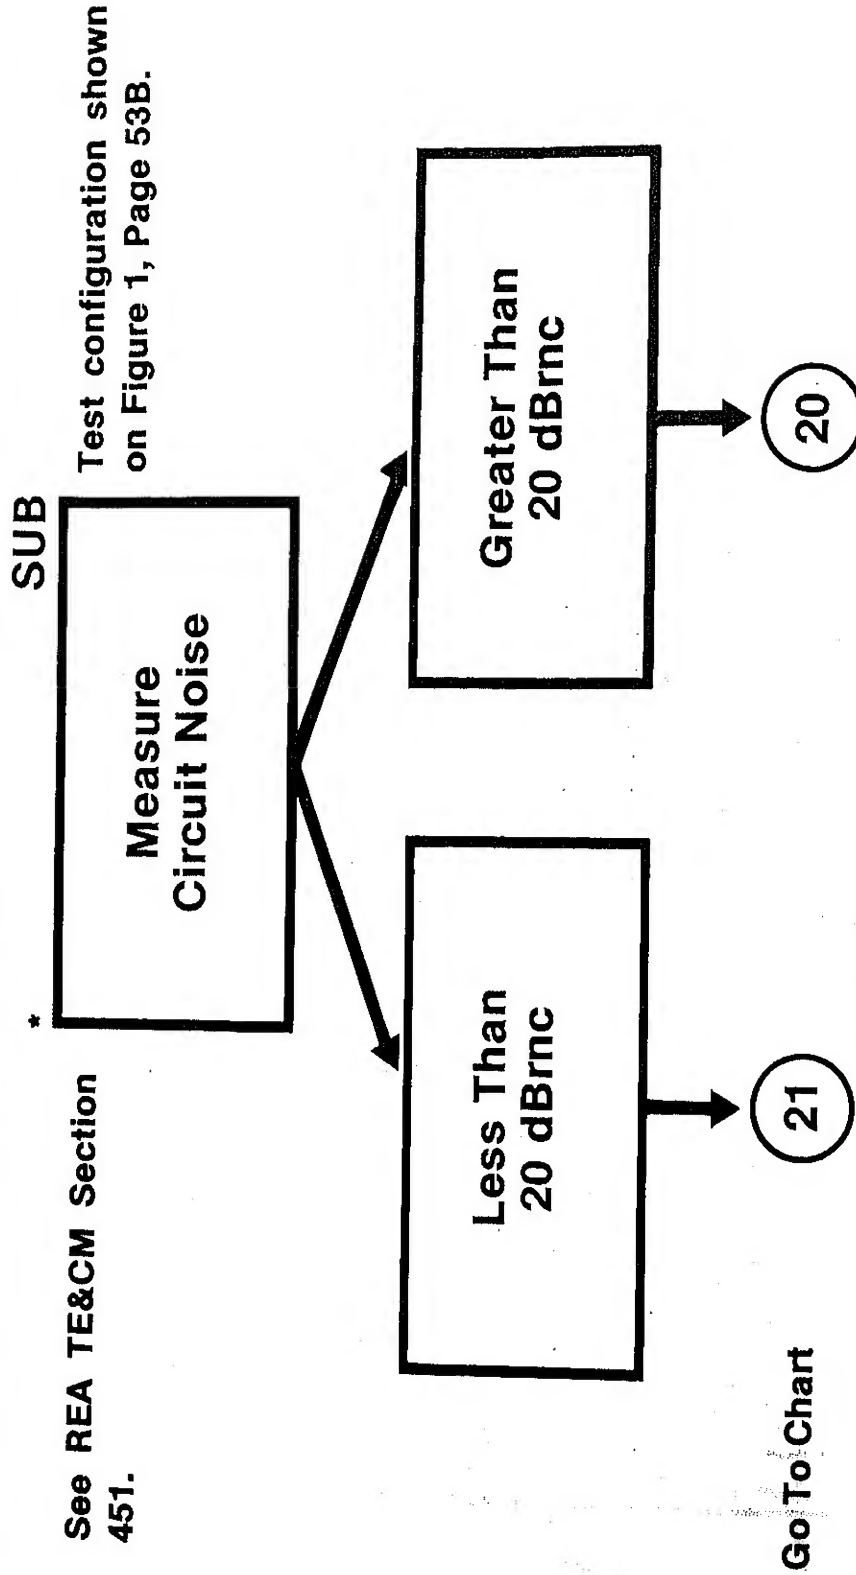 SUB
*
See REA TE&CM Section
451.
Measure
Circuit Noise
Test configuration shown
on Figure 1, Page 53B.
Less Than
20 dBrnc
Greater Than
20 dBrnc
Go To Chart
21
20